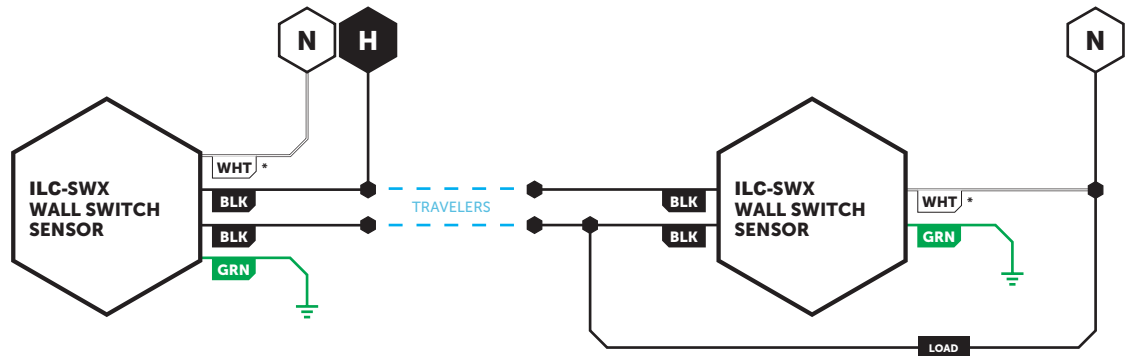 N
H
N
ILC-SWX
WALL SWITCH
SENSOR
WHT *
BLK
BLK
GRN
TRAVELERS
BLK
BLK
ILC-SWX
WALL SWITCH
SENSOR
WHT *
GRN
LOAD